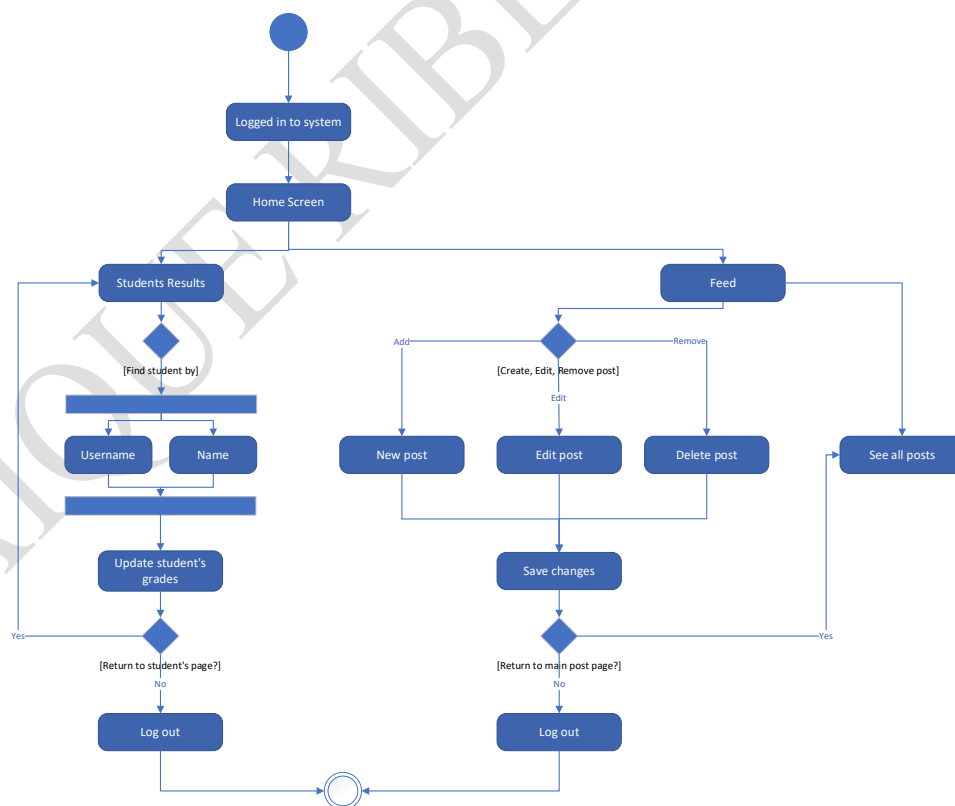 Logged in to system
Home Screen
Students Results
Feed
Add
Remove
[Find student by]
[Create, Edit, Remove post]
Edit
Username
Name
New post
Edit post
Delete post
See all posts
Update student's
grades
Save changes
Yes
Yes
[Return to student's page?]
[Return to main post page?]
No
No
Log out
Log out